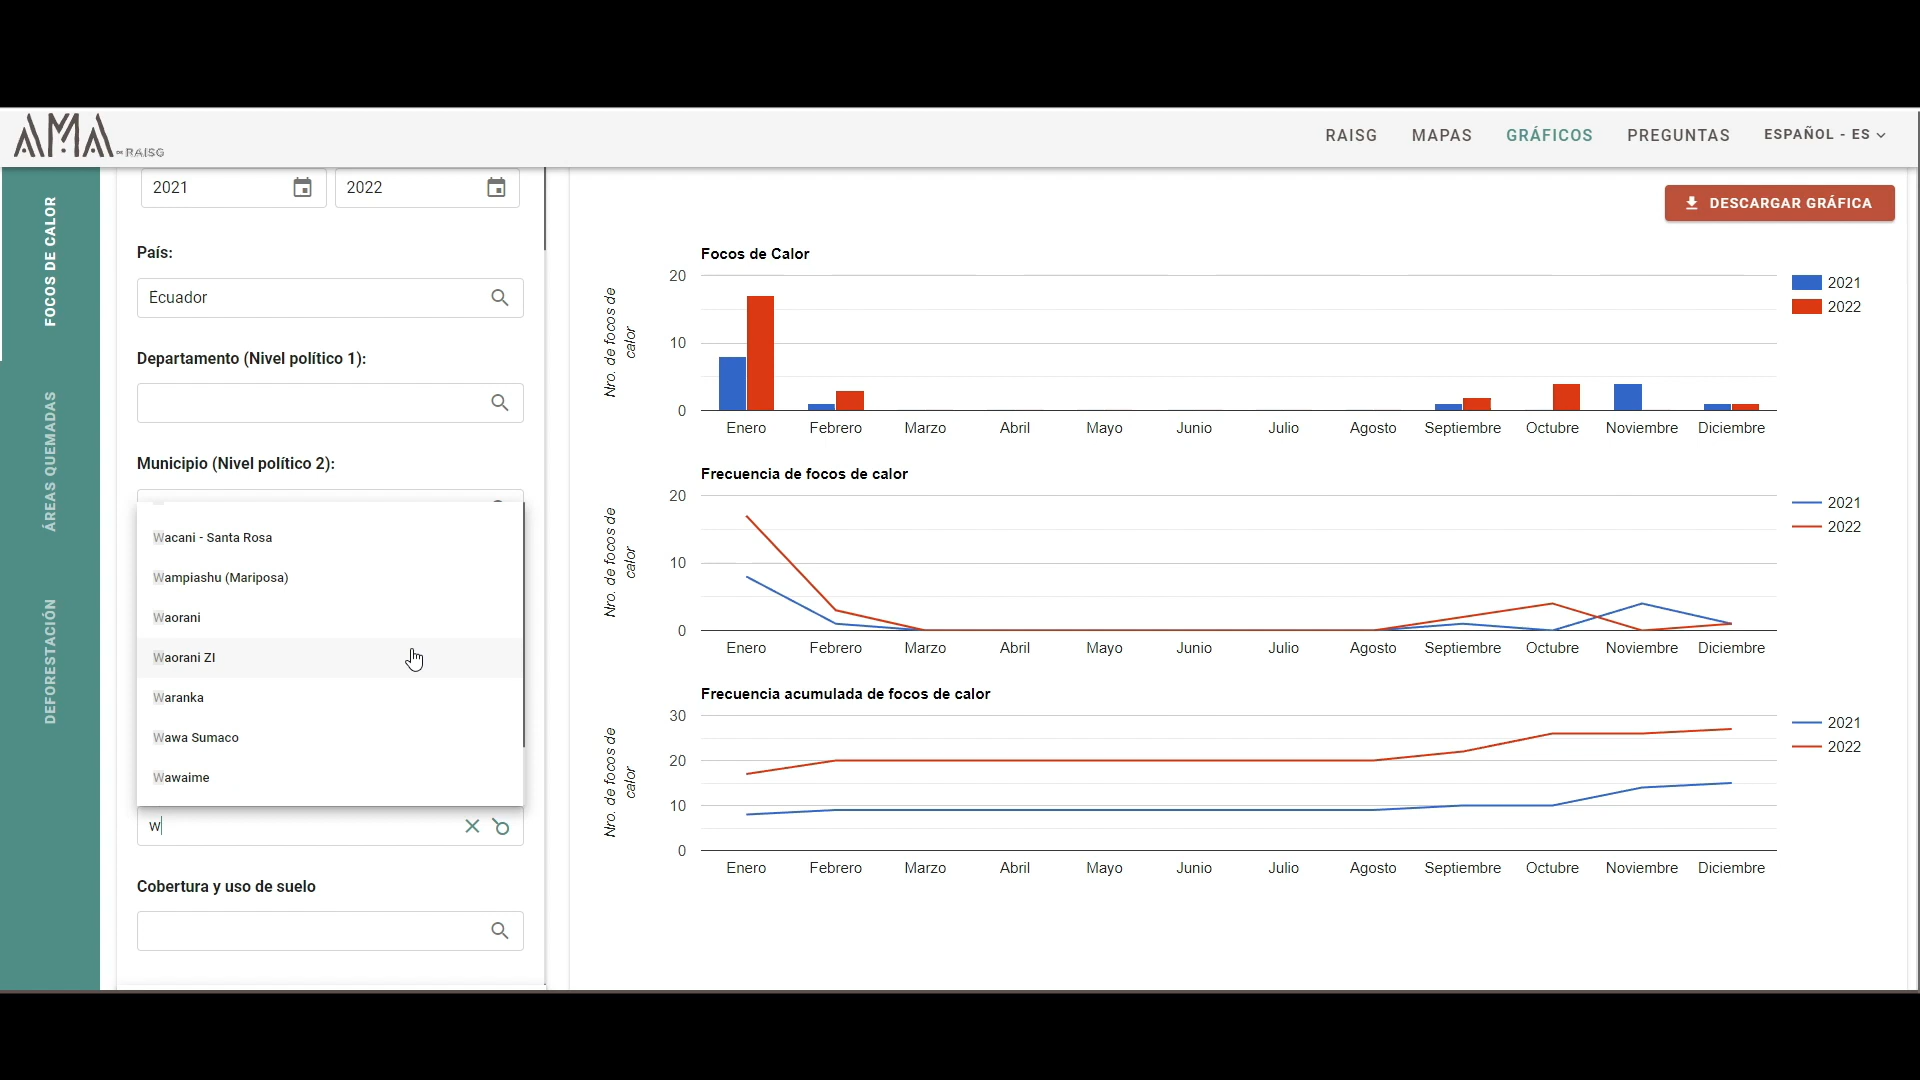 AMA
RAISG
RAISG
MAPAS
GRÁFICOS
PREGUNTAS
ESPAÑOL - ES
FOCOS DE CALOR
ÁREAS QUEMADAS
DEFORESTACIÓN
2021
2022
País:
Ecuador
Departamento (Nivel político 1):
Municipio (Nivel político 2):
Wacani - Santa Rosa
Wampiashu (Mariposa)
Waorani
Waorani ZI
Waranka
Wawa Sumaco
Wawaime
w
Cobertura y uso de suelo
DESCARGAR GRÁFICA
Focos de Calor
Nro. de focos de
calor
20
10
0
Enero Febrero Marzo Abril Mayo Junio Julio Agosto Septiembre Octubre Noviembre Diciembre
2021
2022
Frecuencia de focos de calor
Nro. de focos de
calor
20
10
0
Enero Febrero Marzo Abril Mayo Junio Julio Agosto Septiembre Octubre Noviembre Diciembre
2021
2022
Frecuencia acumulada de focos de calor
Nro. de focos de
calor
30
20
10
0
Enero Febrero Marzo Abril Mayo Junio Julio Agosto Septiembre Octubre Noviembre Diciembre
2021
2022